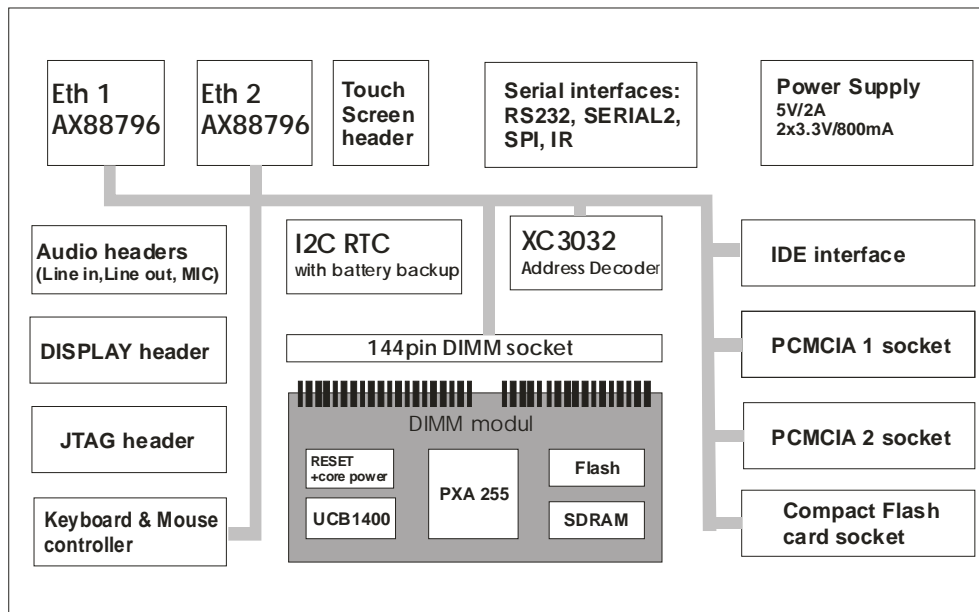 Eth 1
AX88796
Eth 2
AX88796
Touch
Screen
header
Serial interfaces:
RS232, SERIAL2,
SPI, IR
Power Supply
5V/2A
2x3.3V/800mA
Audio headers
(Line in,Line out, MIC)
I2C RTC
with battery backup
XC3032
Address Decoder
IDE interface
DISPLAY header
144pin DIMM socket
PCMCIA 1 socket
JTAG header
DIMM modul
RESET
+core power
UCB1400
PXA 255
Flash
SDRAM
PCMCIA 2 socket
Keyboard & Mouse
controller
Compact Flash
card socket